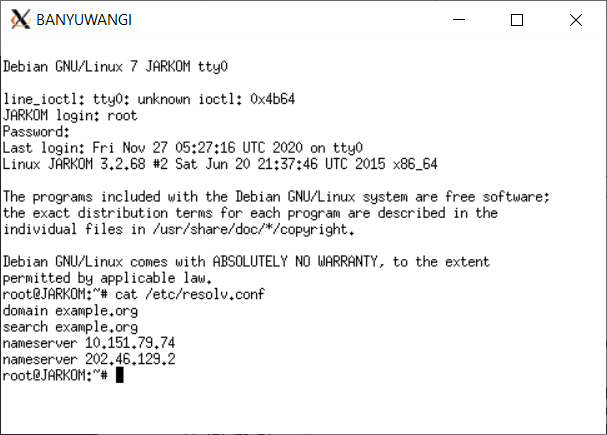 BANYUWANGI
Debian GNU/Linux 7 JARKOM tty0
line_ioctl: tty0: unknown ioctl: 0x4b64
JARKOM login: root
Password:
Last login: Fri Nov 27 05:27:16 UTC 2020 on tty0
Linux JARKOM 3.2.68 #2 Sat Jun 20 21:37:46 UTC 2015 x86_64
The programs included with the Debian GNU/Linux system are free software;
the exact distribution terms for each program are described in the
individual files in /usr/share/doc/*/copyright.
Debian GNU/Linux comes with ABSOLUTELY NO WARRANTY, to the extent
permitted by applicable law.
root@JARKOM:~# cat /etc/resolv.conf
domain example.org
search example.org
nameserver 10.151.79.74
nameserver 202.46.129.2
root@JARKOM:~#